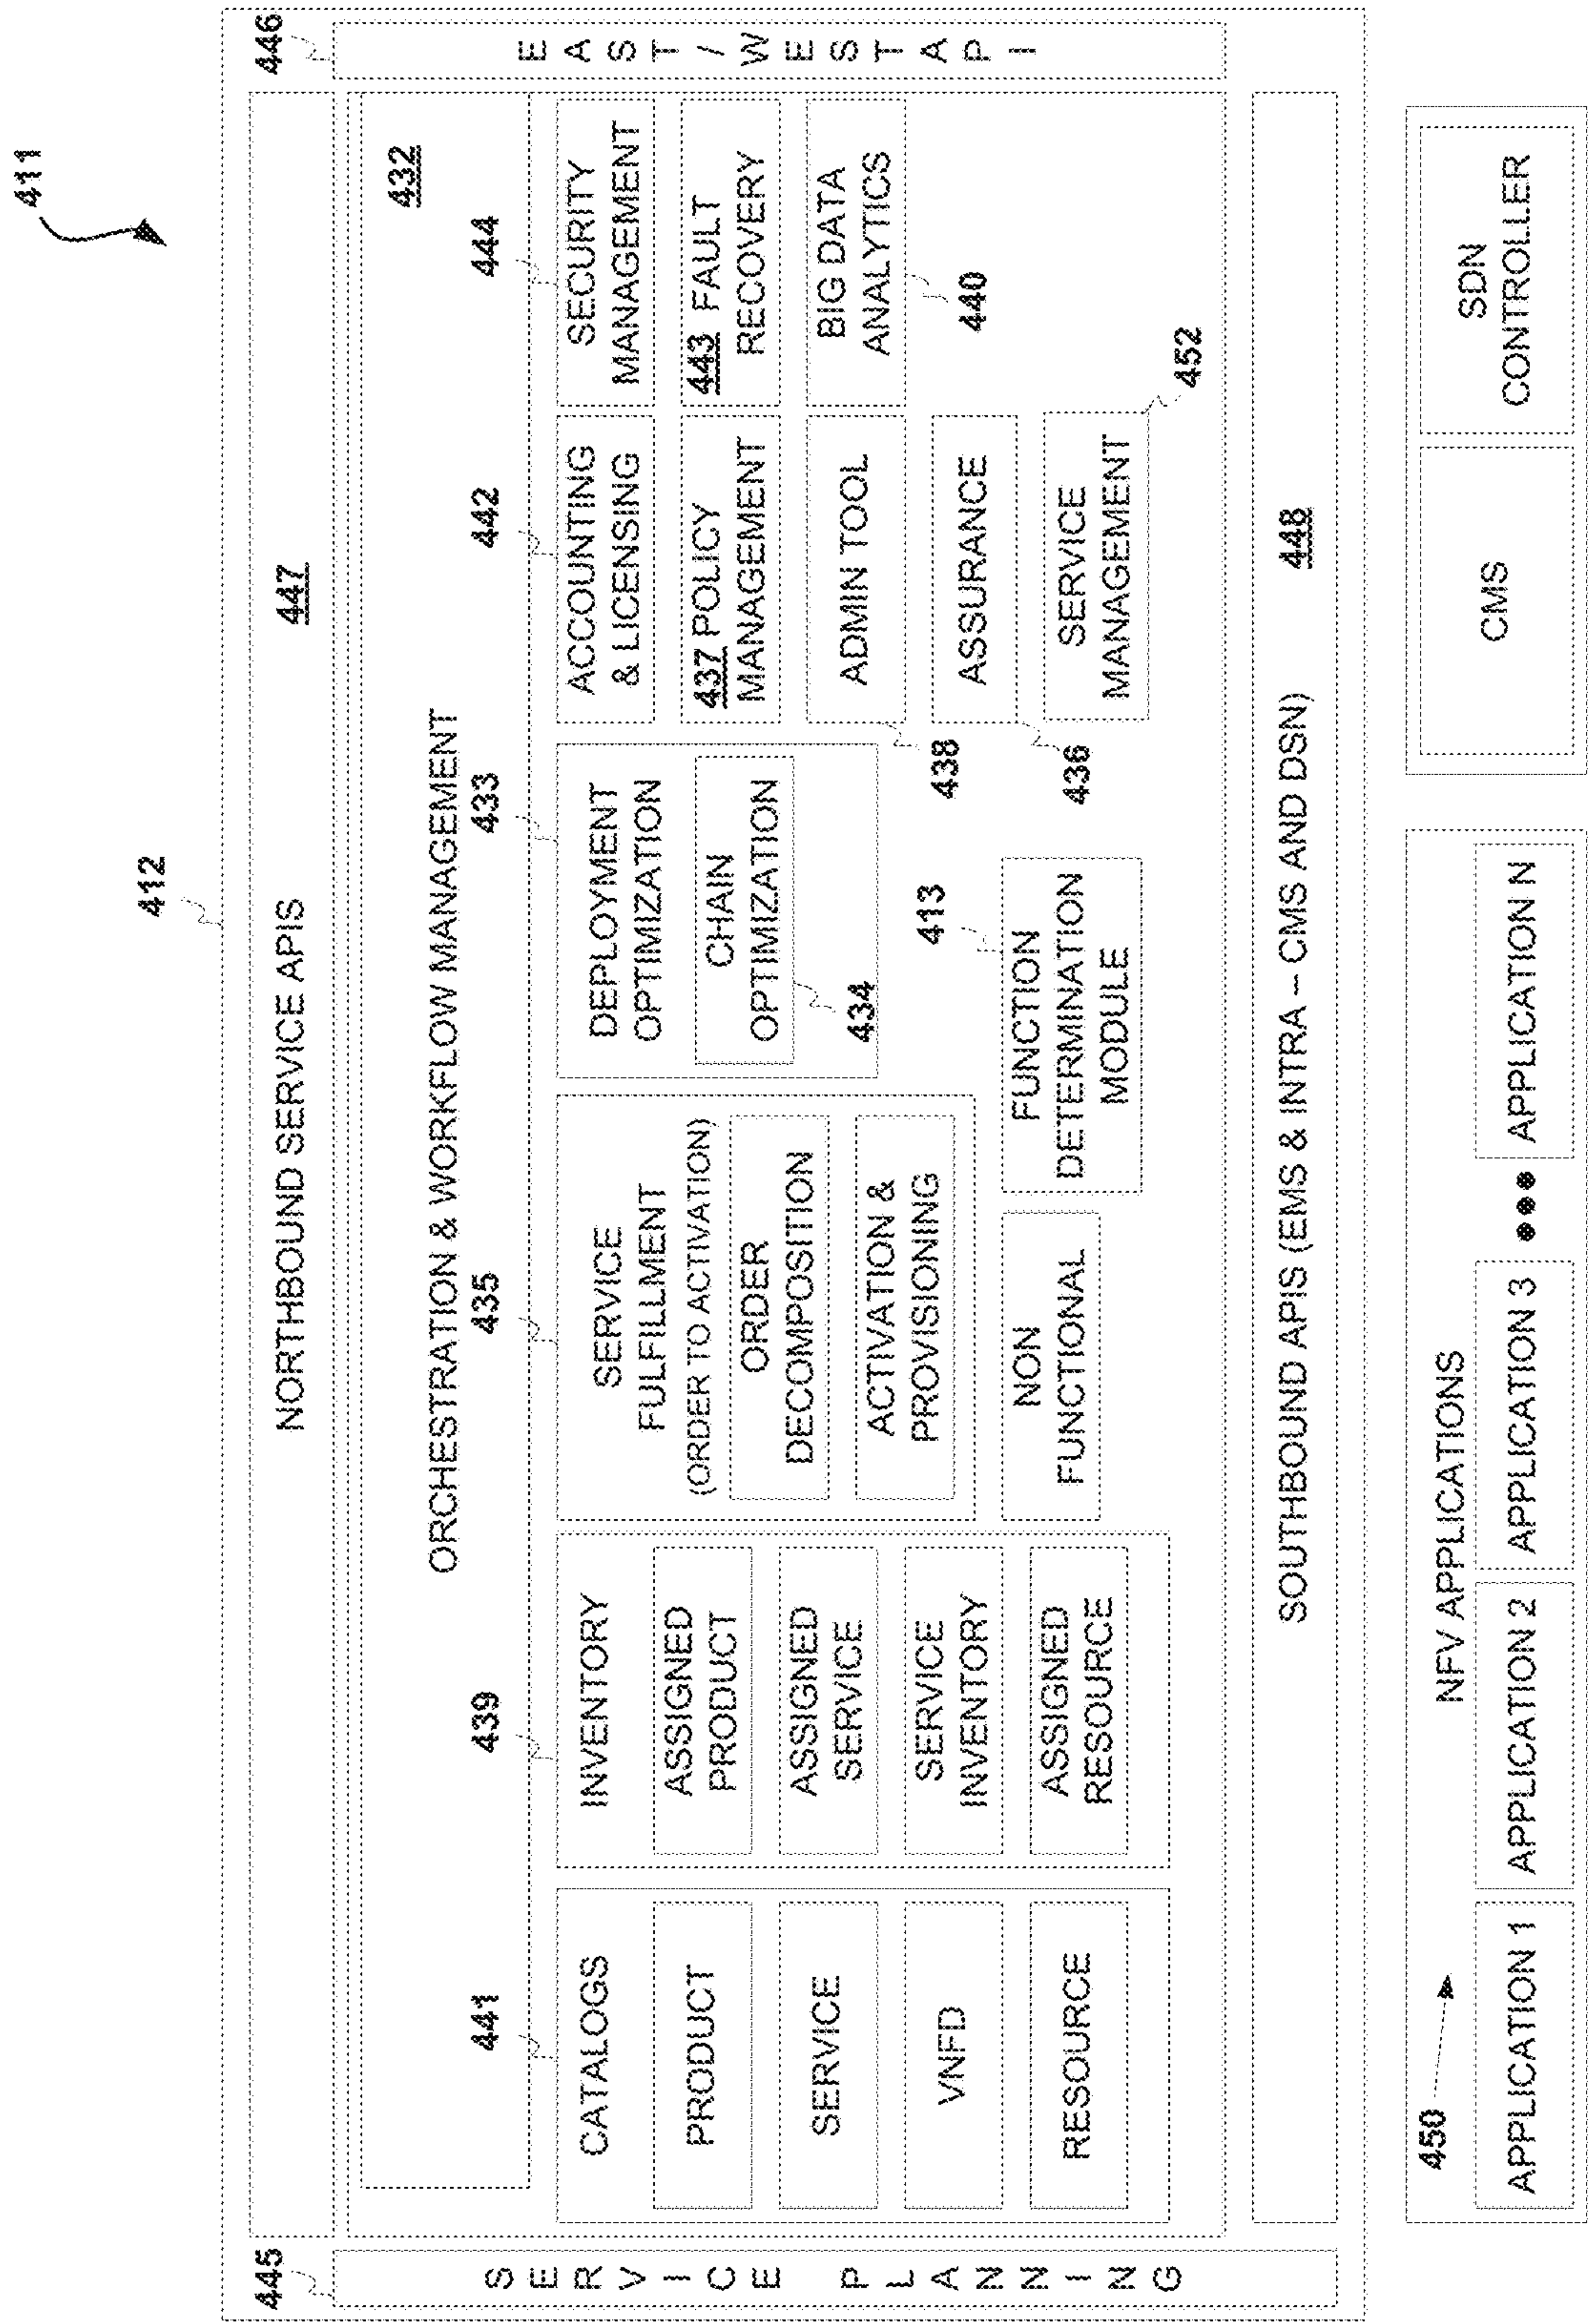 411
412
445
446
NORTHBOUND SERVICE APIS
447
SERVICE PLANNING
EAST/WEST API
ORCHESTRATION & WORKFLOW MANAGEMENT
432
441
439
435
433
442
444
CATALOGS
PRODUCT
SERVICE
VNFD
RESOURCE
INVENTORY
ASSIGNED
PRODUCT
ASSIGNED
SERVICE
SERVICE
INVENTORY
ASSIGNED
RESOURCE
SERVICE
FULFILLMENT
(ORDER TO ACTIVATION)
ORDER
DECOMPOSITION
ACTIVATION &
PROVISIONING
NON
FUNCTIONAL
DEPLOYMENT
OPTIMIZATION
CHAIN
OPTIMIZATION
434
413
FUNCTION
DETERMINATION
MODULE
ACCOUNTING
& LICENSING
437 POLICY
MANAGEMENT
ADMIN TOOL
438
ASSURANCE
436
SERVICE
MANAGEMENT
452
SECURITY
MANAGEMENT
443 FAULT
RECOVERY
BIG DATA
ANALYTICS
440
SOUTHBOUND APIS (EMS & INTRA – CMS AND DSN)
448
450
NFV APPLICATIONS
APPLICATION 1
APPLICATION 2
APPLICATION 3
●●●
APPLICATION N
CMS
SDN
CONTROLLER